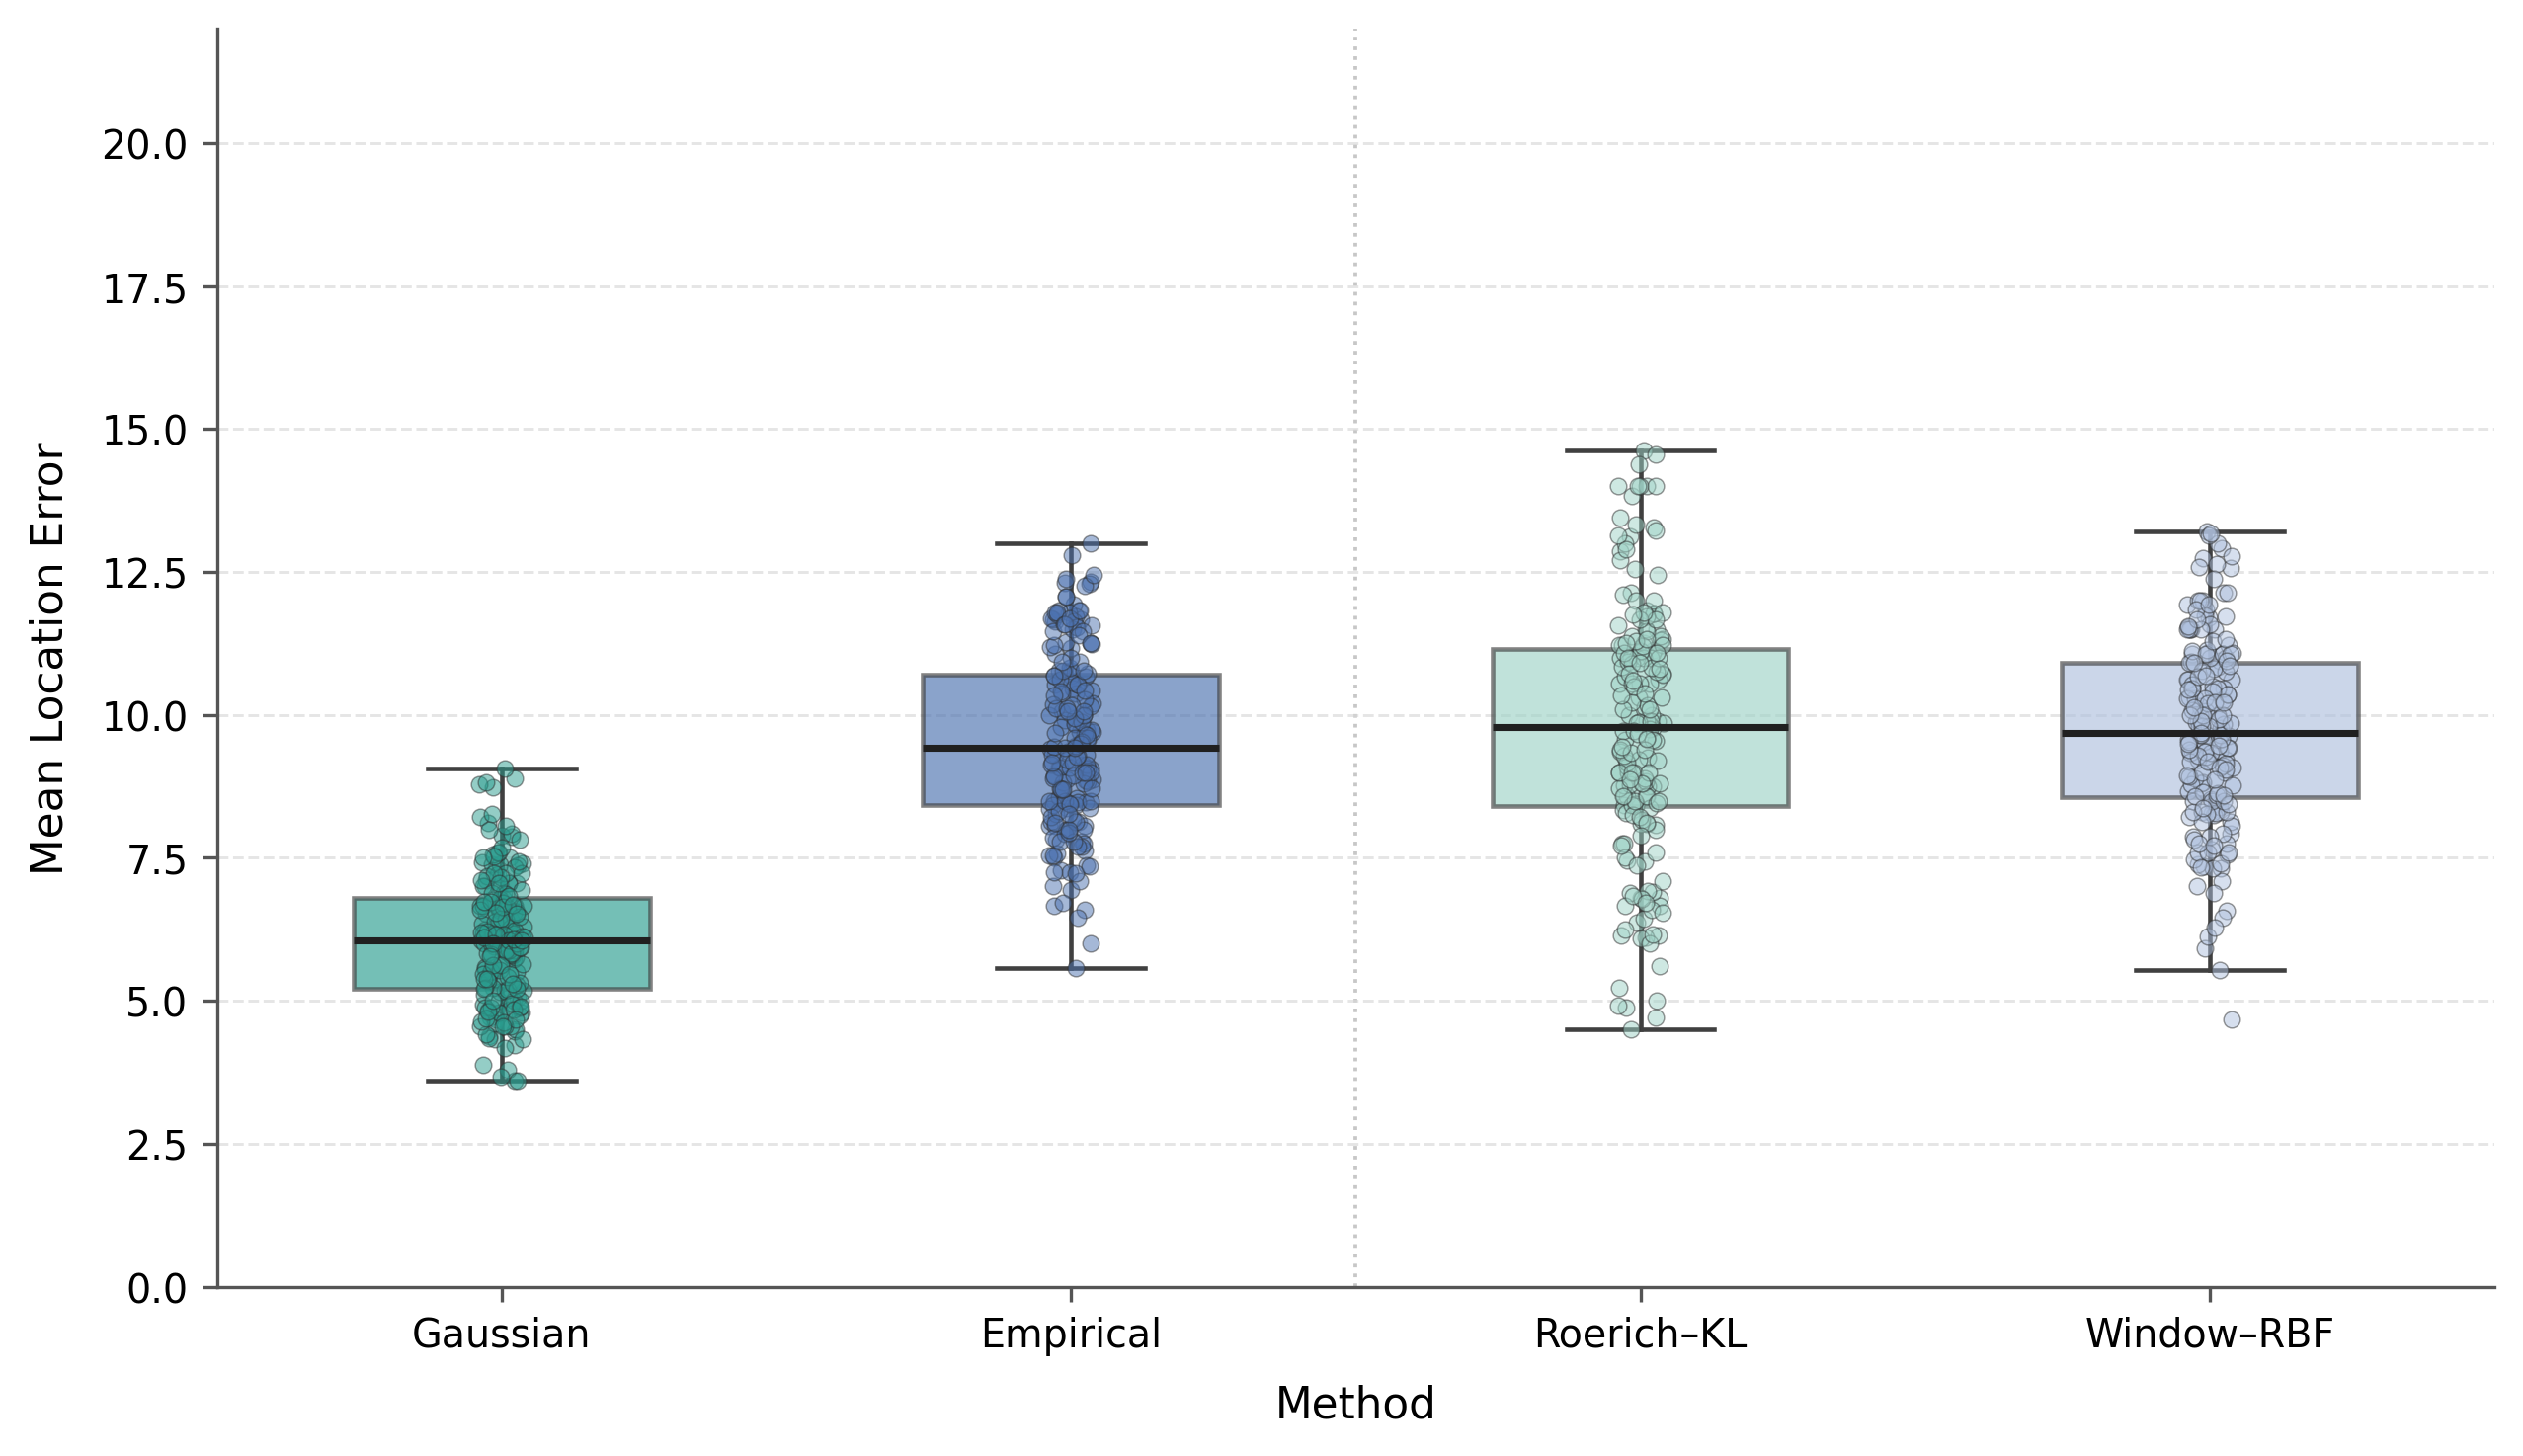 20.0
17.5
15.0
12.5
10.0
7.5
5.0
2.5
0.0
Mean Location Error
Gaussian
Empirical
Roerich–KL
Window–RBF
Method